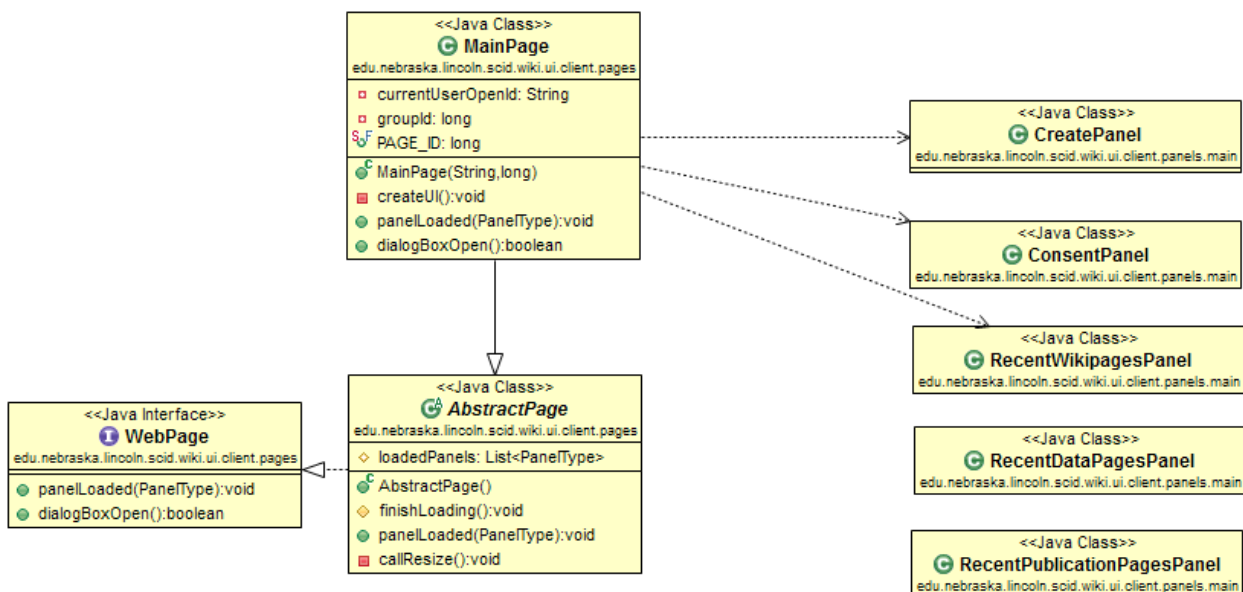 <<Java Class>>
MainPage
edu.nebraska.lincoln.scid.wiki.ui.client.pages
currentUserOpenId: String
groupId: long
PAGE_ID: long
MainPage(String,long)
createUI():void
panelLoaded(PanelType):void
dialogBoxOpen():boolean
<<Java Class>>
CreatePanel
edu.nebraska.lincoln.scid.wiki.ui.client.panels.main
<<Java Class>>
ConsentPanel
edu.nebraska.lincoln.scid.wiki.ui.client.panels.main
<<Java Class>>
RecentWikipagesPanel
edu.nebraska.lincoln.scid.wiki.ui.client.panels.main
<<Java Interface>>
WebPage
edu.nebraska.lincoln.scid.wiki.ui.client.pages
panelLoaded(PanelType):void
dialogBoxOpen():boolean
<<Java Class>>
AbstractPage
edu.nebraska.lincoln.scid.wiki.ui.client.pages
loadedPanels: List<PanelType>
AbstractPage()
finishLoading():void
panelLoaded(PanelType):void
callResize():void
<<Java Class>>
RecentDataPagesPanel
edu.nebraska.lincoln.scid.wiki.ui.client.panels.main
<<Java Class>>
RecentPublicationPagesPanel
edu.nebraska.lincoln.scid.wiki.ui.client.panels.main